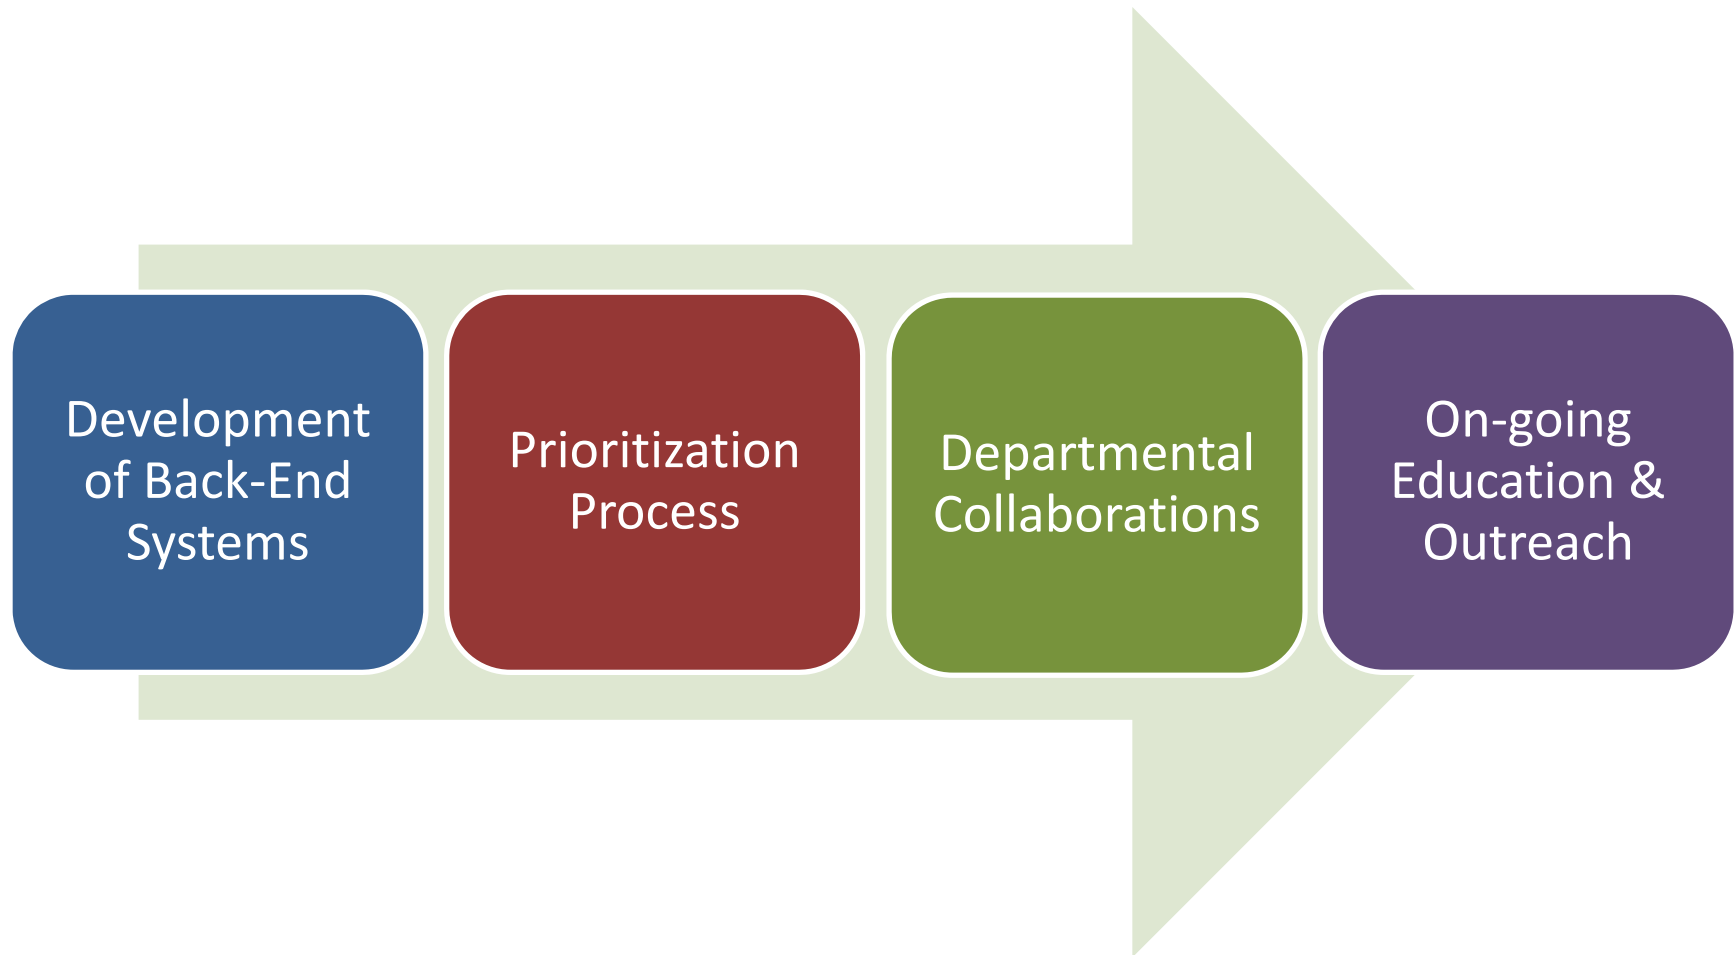 Development
of Back-End
Systems
Prioritization
Process
Departmental
Collaborations
On-going
Education &
Outreach